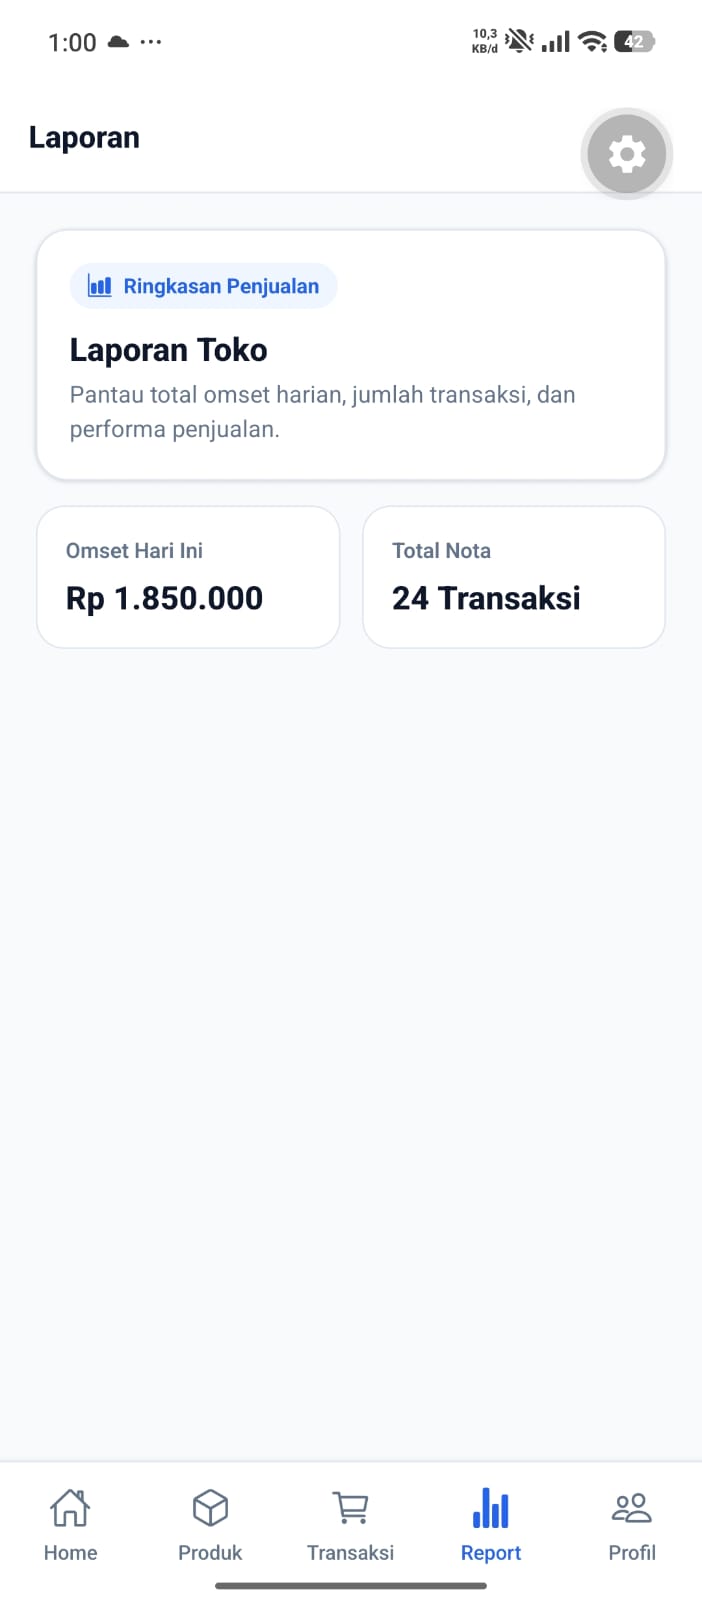 1:00
10,3
KB/d
42
Laporan
Ringkasan Penjualan
Laporan Toko
Pantau total omset harian, jumlah transaksi, dan
performa penjualan.
Omset Hari Ini
Rp 1.850.000
Total Nota
24 Transaksi
Home
Produk
Transaksi
Report
Profil